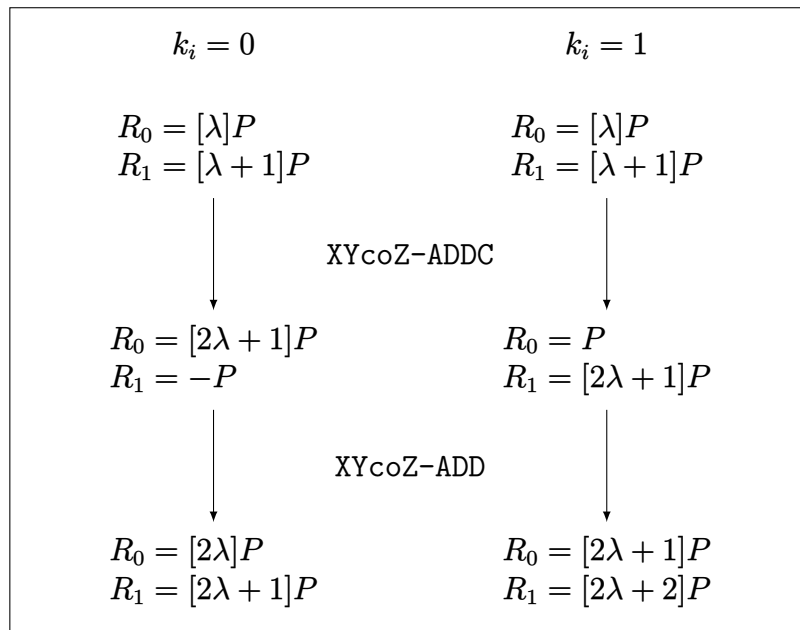 k_i = 0 k_i = 1
R_0 = [λ]P R_0 = [λ]P
R_1 = [λ + 1]P R_1 = [λ + 1]P
XYcoZ-ADDC
R_0 = [2λ + 1]P R_0 = P
R_1 = −P R_1 = [2λ + 1]P
XYcoZ-ADD
R_0 = [2λ]P R_0 = [2λ + 1]P
R_1 = [2λ + 1]P R_1 = [2λ + 2]P